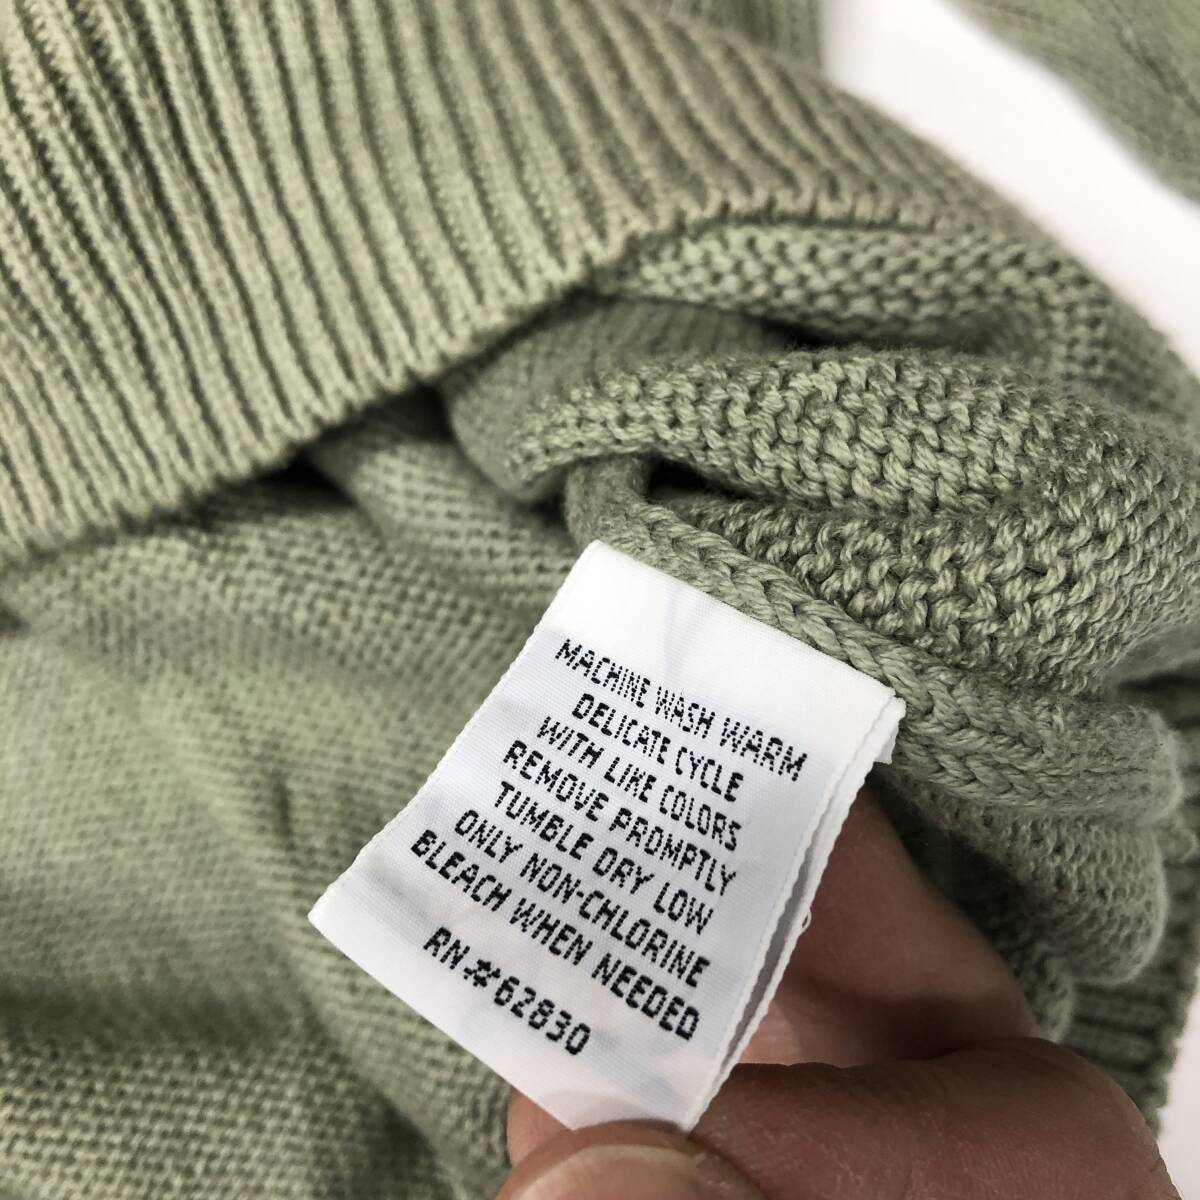 MACHINE WASH WARM
DELICATE CYCLE
WITH LIKE COLORS
REMOVE PROMPTLY
TUMBLE DRY LOW
ONLY NON-CHLORINE
BLEACH WHEN NEEDED
RN#62830